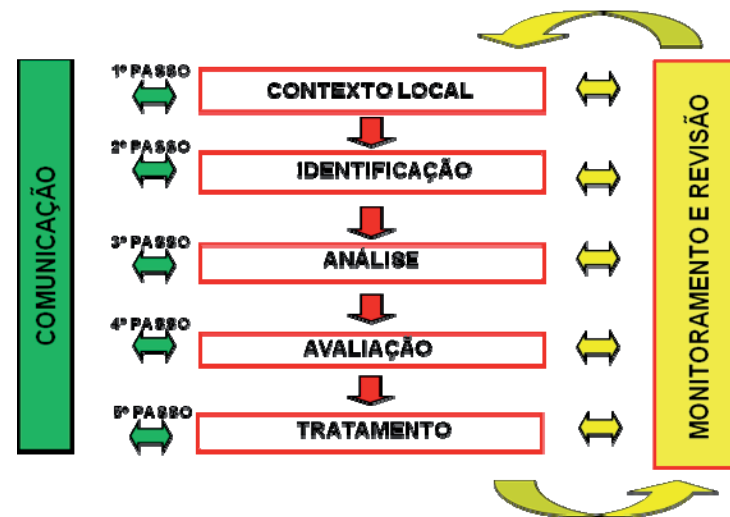 COMUNICAÇÃO
1º PASSO
CONTEXTO LOCAL
2º PASSO
IDENTIFICAÇÃO
3º PASSO
ANÁLISE
4º PASSO
AVALIAÇÃO
5º PASSO
TRATAMENTO
MONITORAMENTO E REVISÃO